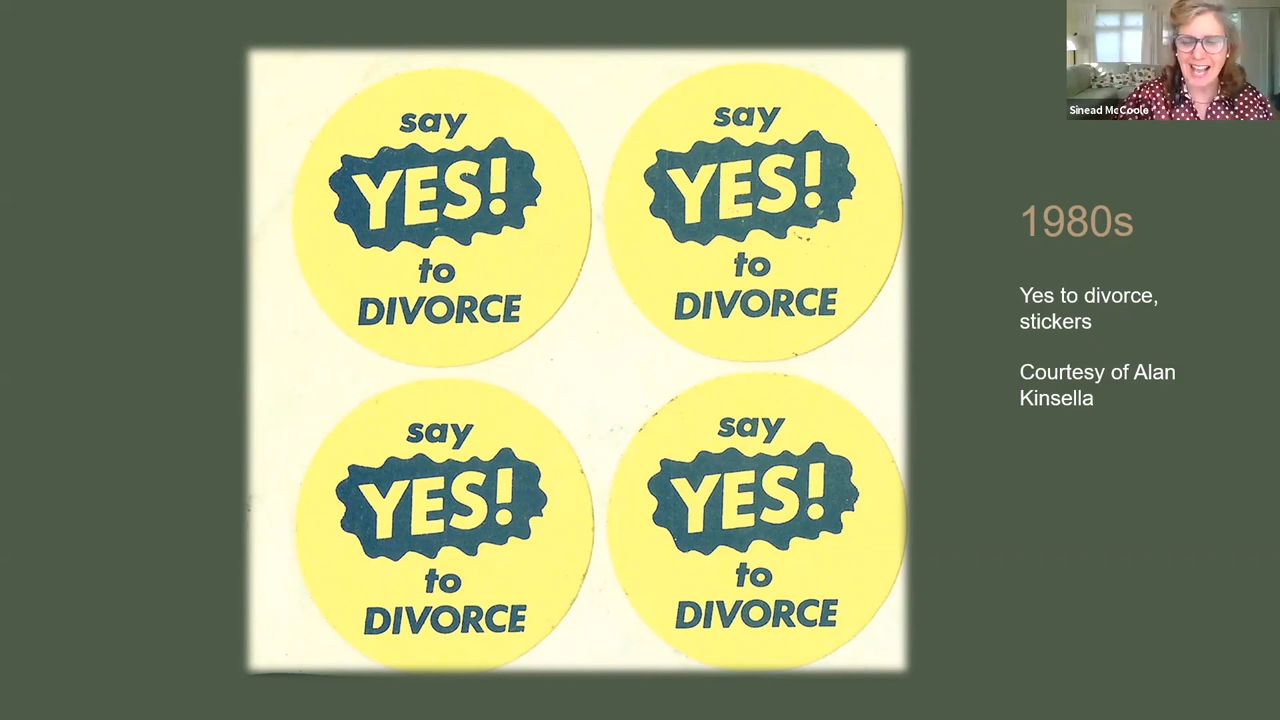 say
YES!
to
DIVORCE
say
YES!
to
DIVORCE
say
YES!
to
DIVORCE
say
YES!
to
DIVORCE
Sinead McCoole
1980s
Yes to divorce,
stickers
Courtesy of Alan
Kinsella